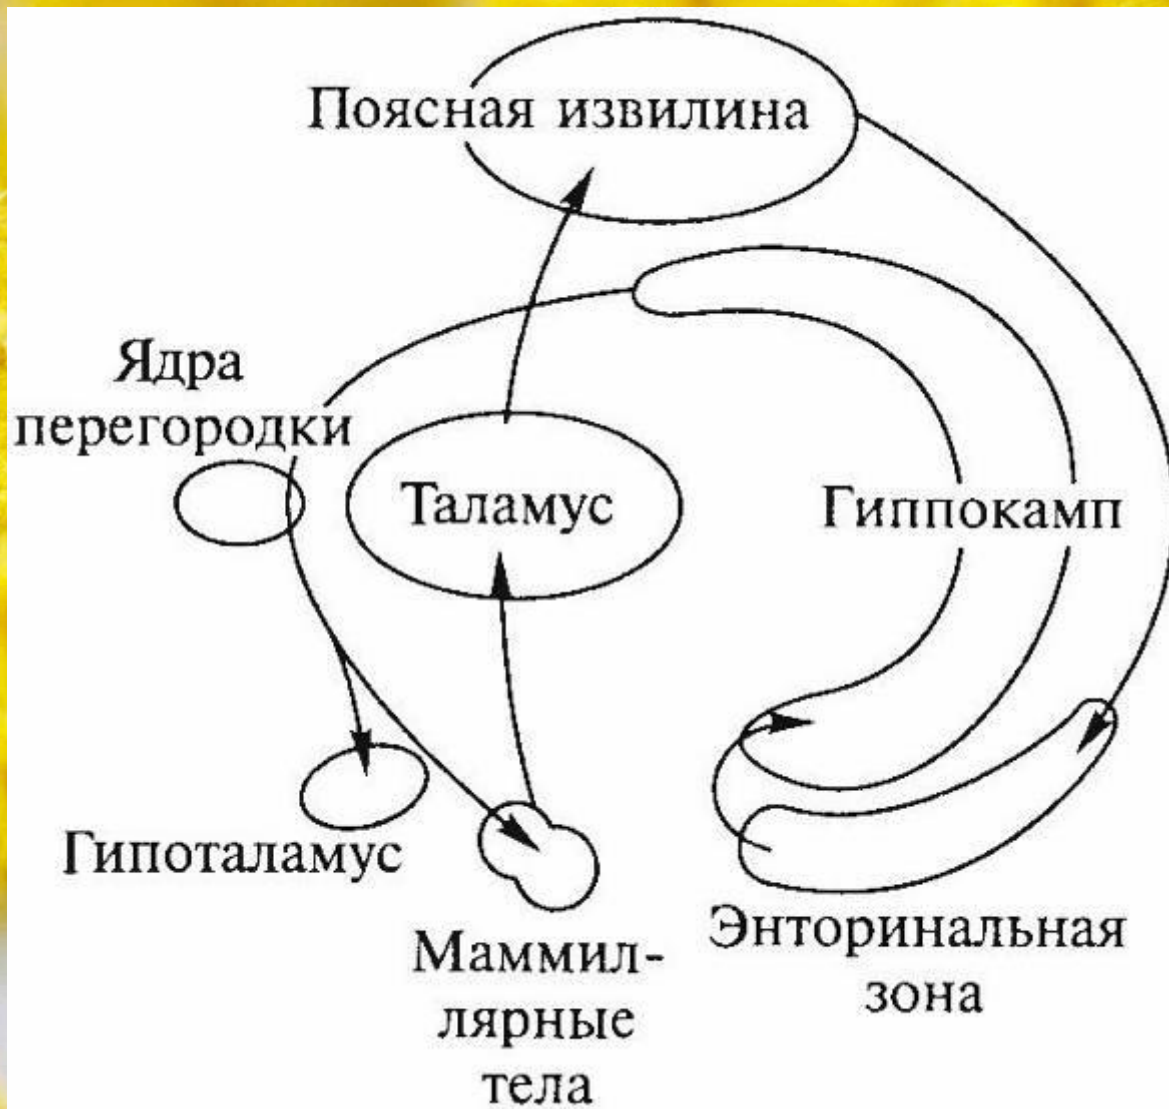 Поясная извилина
Ядра
перегородки
Таламус
Гиппокамп
Гипоталамус
Маммил-
лярные
тела
Энторинальная
зона